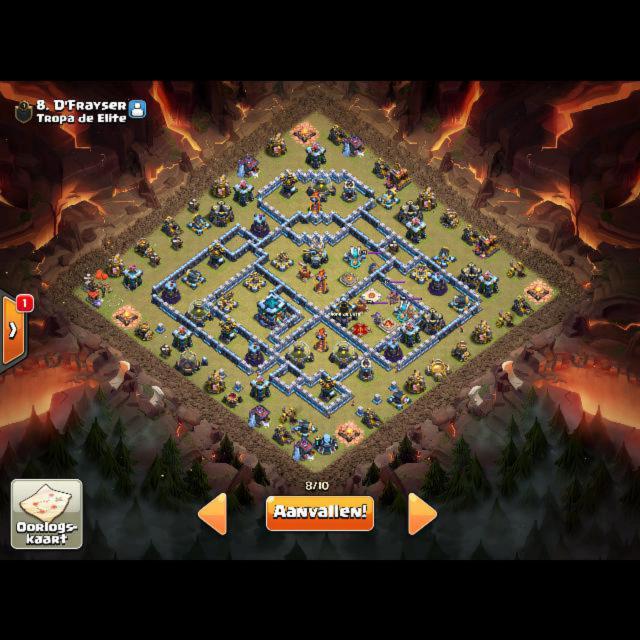 8. D'Frayser
Tropa de Elite
1
8/10
Aanvallen!
Oorlogs-
kaart